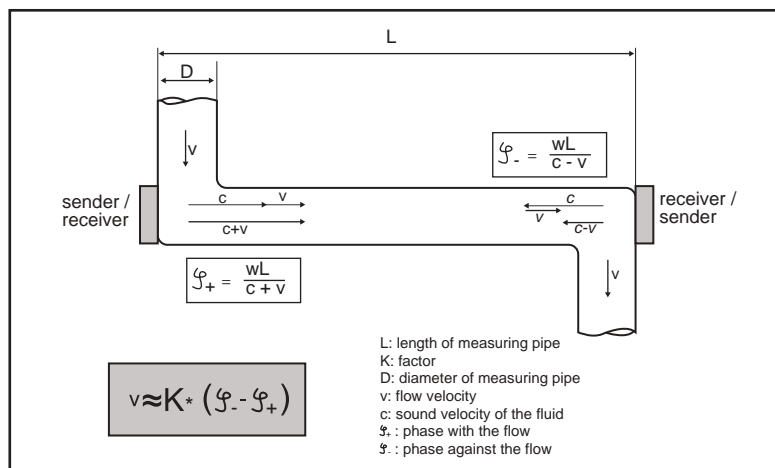 L
D
v
𝜑- = wL / c - v
sender /
receiver
c v
c+v
c
v
c-v
receiver /
sender
𝜑+ = wL / c + v
v
v≈K* (𝜑- - 𝜑+)
L: length of measuring pipe
K: factor
D: diameter of measuring pipe
v: flow velocity
c: sound velocity of the fluid
𝜑+ : phase with the flow
𝜑- : phase against the flow